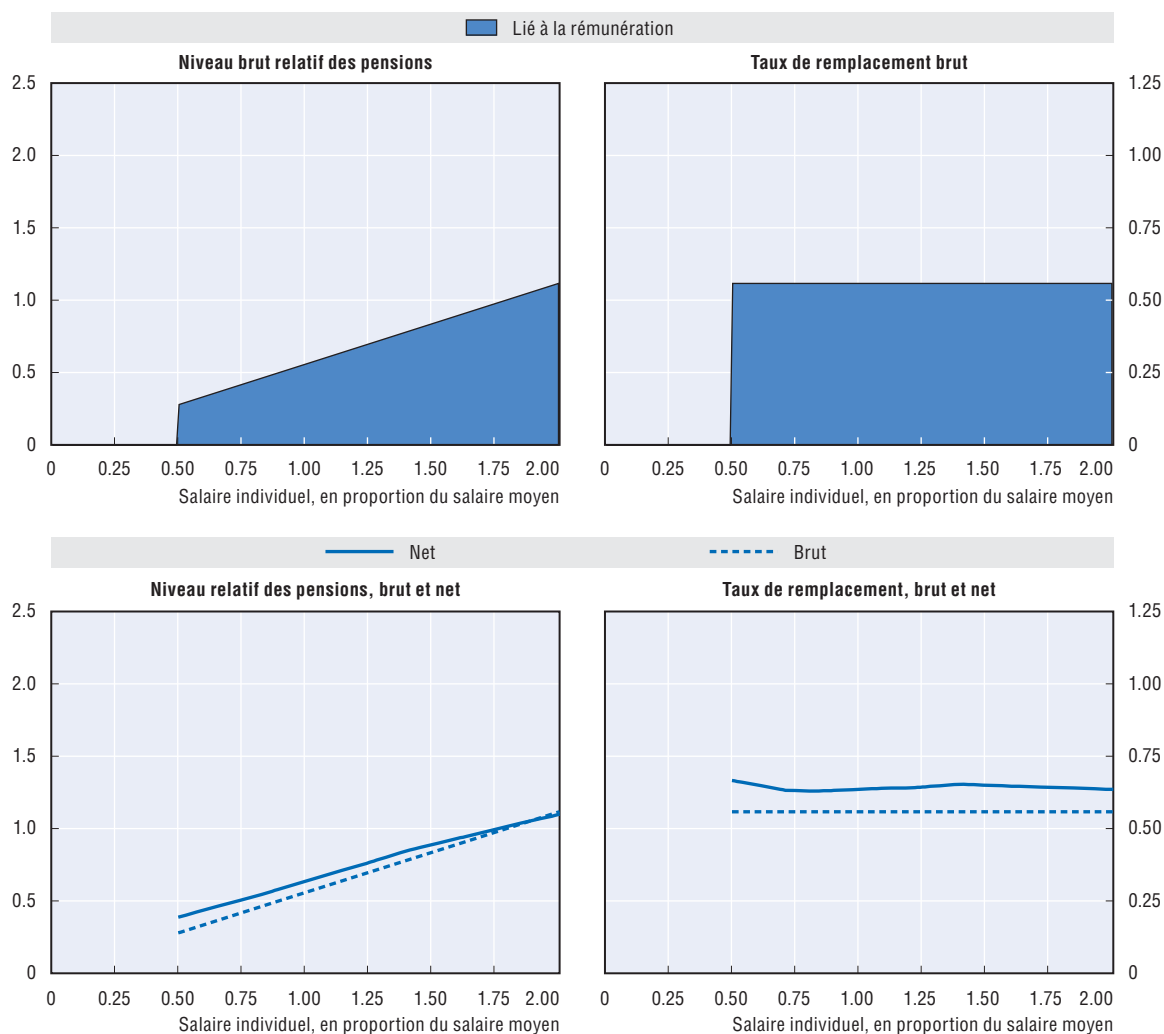 Lié à la rémunération
Niveau brut relatif des pensions
2.5
2.0
1.5
1.0
0.5
0
0 0.25 0.50 0.75 1.00 1.25 1.50 1.75 2.00
Salaire individuel, en proportion du salaire moyen
Taux de remplacement brut
1.25
1.00
0.75
0.50
0.25
0
0 0.25 0.50 0.75 1.00 1.25 1.50 1.75 2.00
Salaire individuel, en proportion du salaire moyen
Net Brut
Niveau relatif des pensions, brut et net
2.5
2.0
1.5
1.0
0.5
0
0 0.25 0.50 0.75 1.00 1.25 1.50 1.75 2.00
Salaire individuel, en proportion du salaire moyen
Taux de remplacement, brut et net
1.25
1.00
0.75
0.50
0.25
0
0 0.25 0.50 0.75 1.00 1.25 1.50 1.75 2.00
Salaire individuel, en proportion du salaire moyen